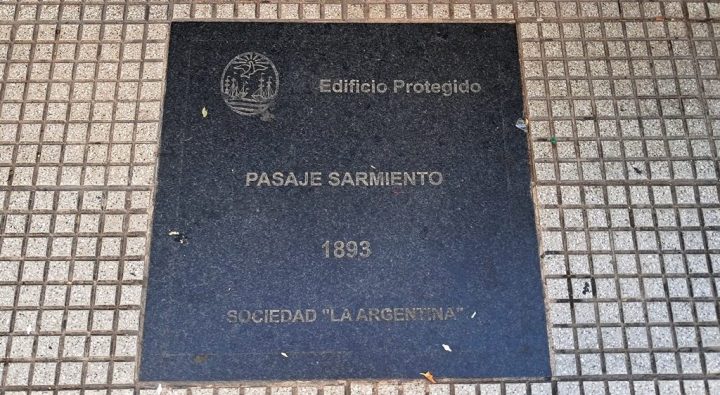 Edificio Protegido
PASAJE SARMIENTO
1893
SOCIEDAD "LA ARGENTINA"